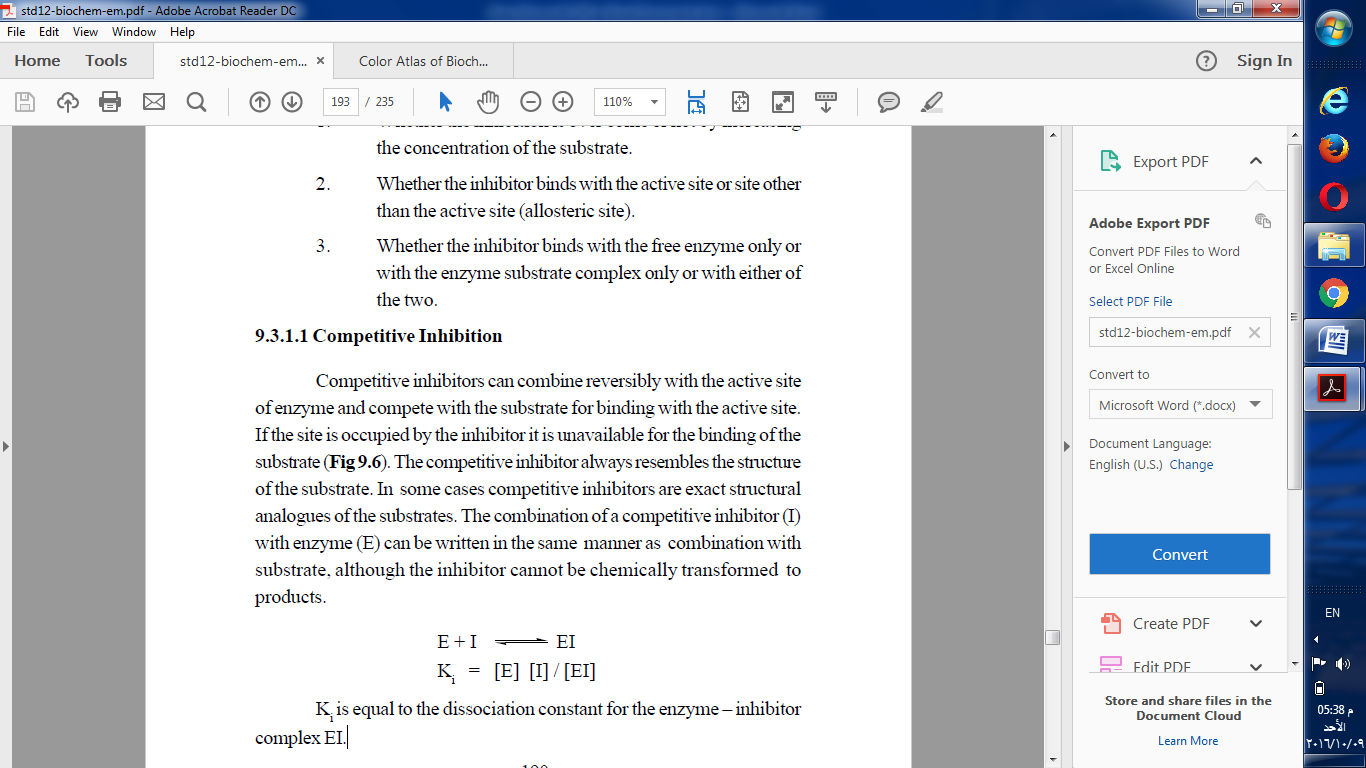 std12-biochem-em.pdf - Adobe Acrobat Reader DC
File Edit View Window Help
Home Tools std12-biochem-em... × Color Atlas of Bioch... Sign In
193 / 235 110%
the concentration of the substrate.
2. Whether the inhibitor binds with the active site or site other
than the active site (allosteric site).
3. Whether the inhibitor binds with the free enzyme only or
with the enzyme substrate complex only or with either of
the two.
9.3.1.1 Competitive Inhibition
Competitive inhibitors can combine reversibly with the active site
of enzyme and compete with the substrate for binding with the active site.
If the site is occupied by the inhibitor it is unavailable for the binding of the
substrate (Fig 9.6). The competitive inhibitor always resembles the structure
of the substrate. In some cases competitive inhibitors are exact structural
analogues of the substrates. The combination of a competitive inhibitor (I)
with enzyme (E) can be written in the same manner as combination with
substrate, although the inhibitor cannot be chemically transformed to
products.
E + I ⇌ EI
Ki = [E] [I] / [EI]
Ki is equal to the dissociation constant for the enzyme – inhibitor
complex EI.
Export PDF
Adobe Export PDF
Convert PDF Files to Word
or Excel Online
Select PDF File
std12-biochem-em.pdf
Convert to
Microsoft Word (*.docx)
Document Language:
English (U.S.) Change
Convert
Create PDF
Edit PDF
Store and share files in the
Document Cloud
Learn More
EN
05:38 م
الأحد
٢٠١٦/١٠/٠٩